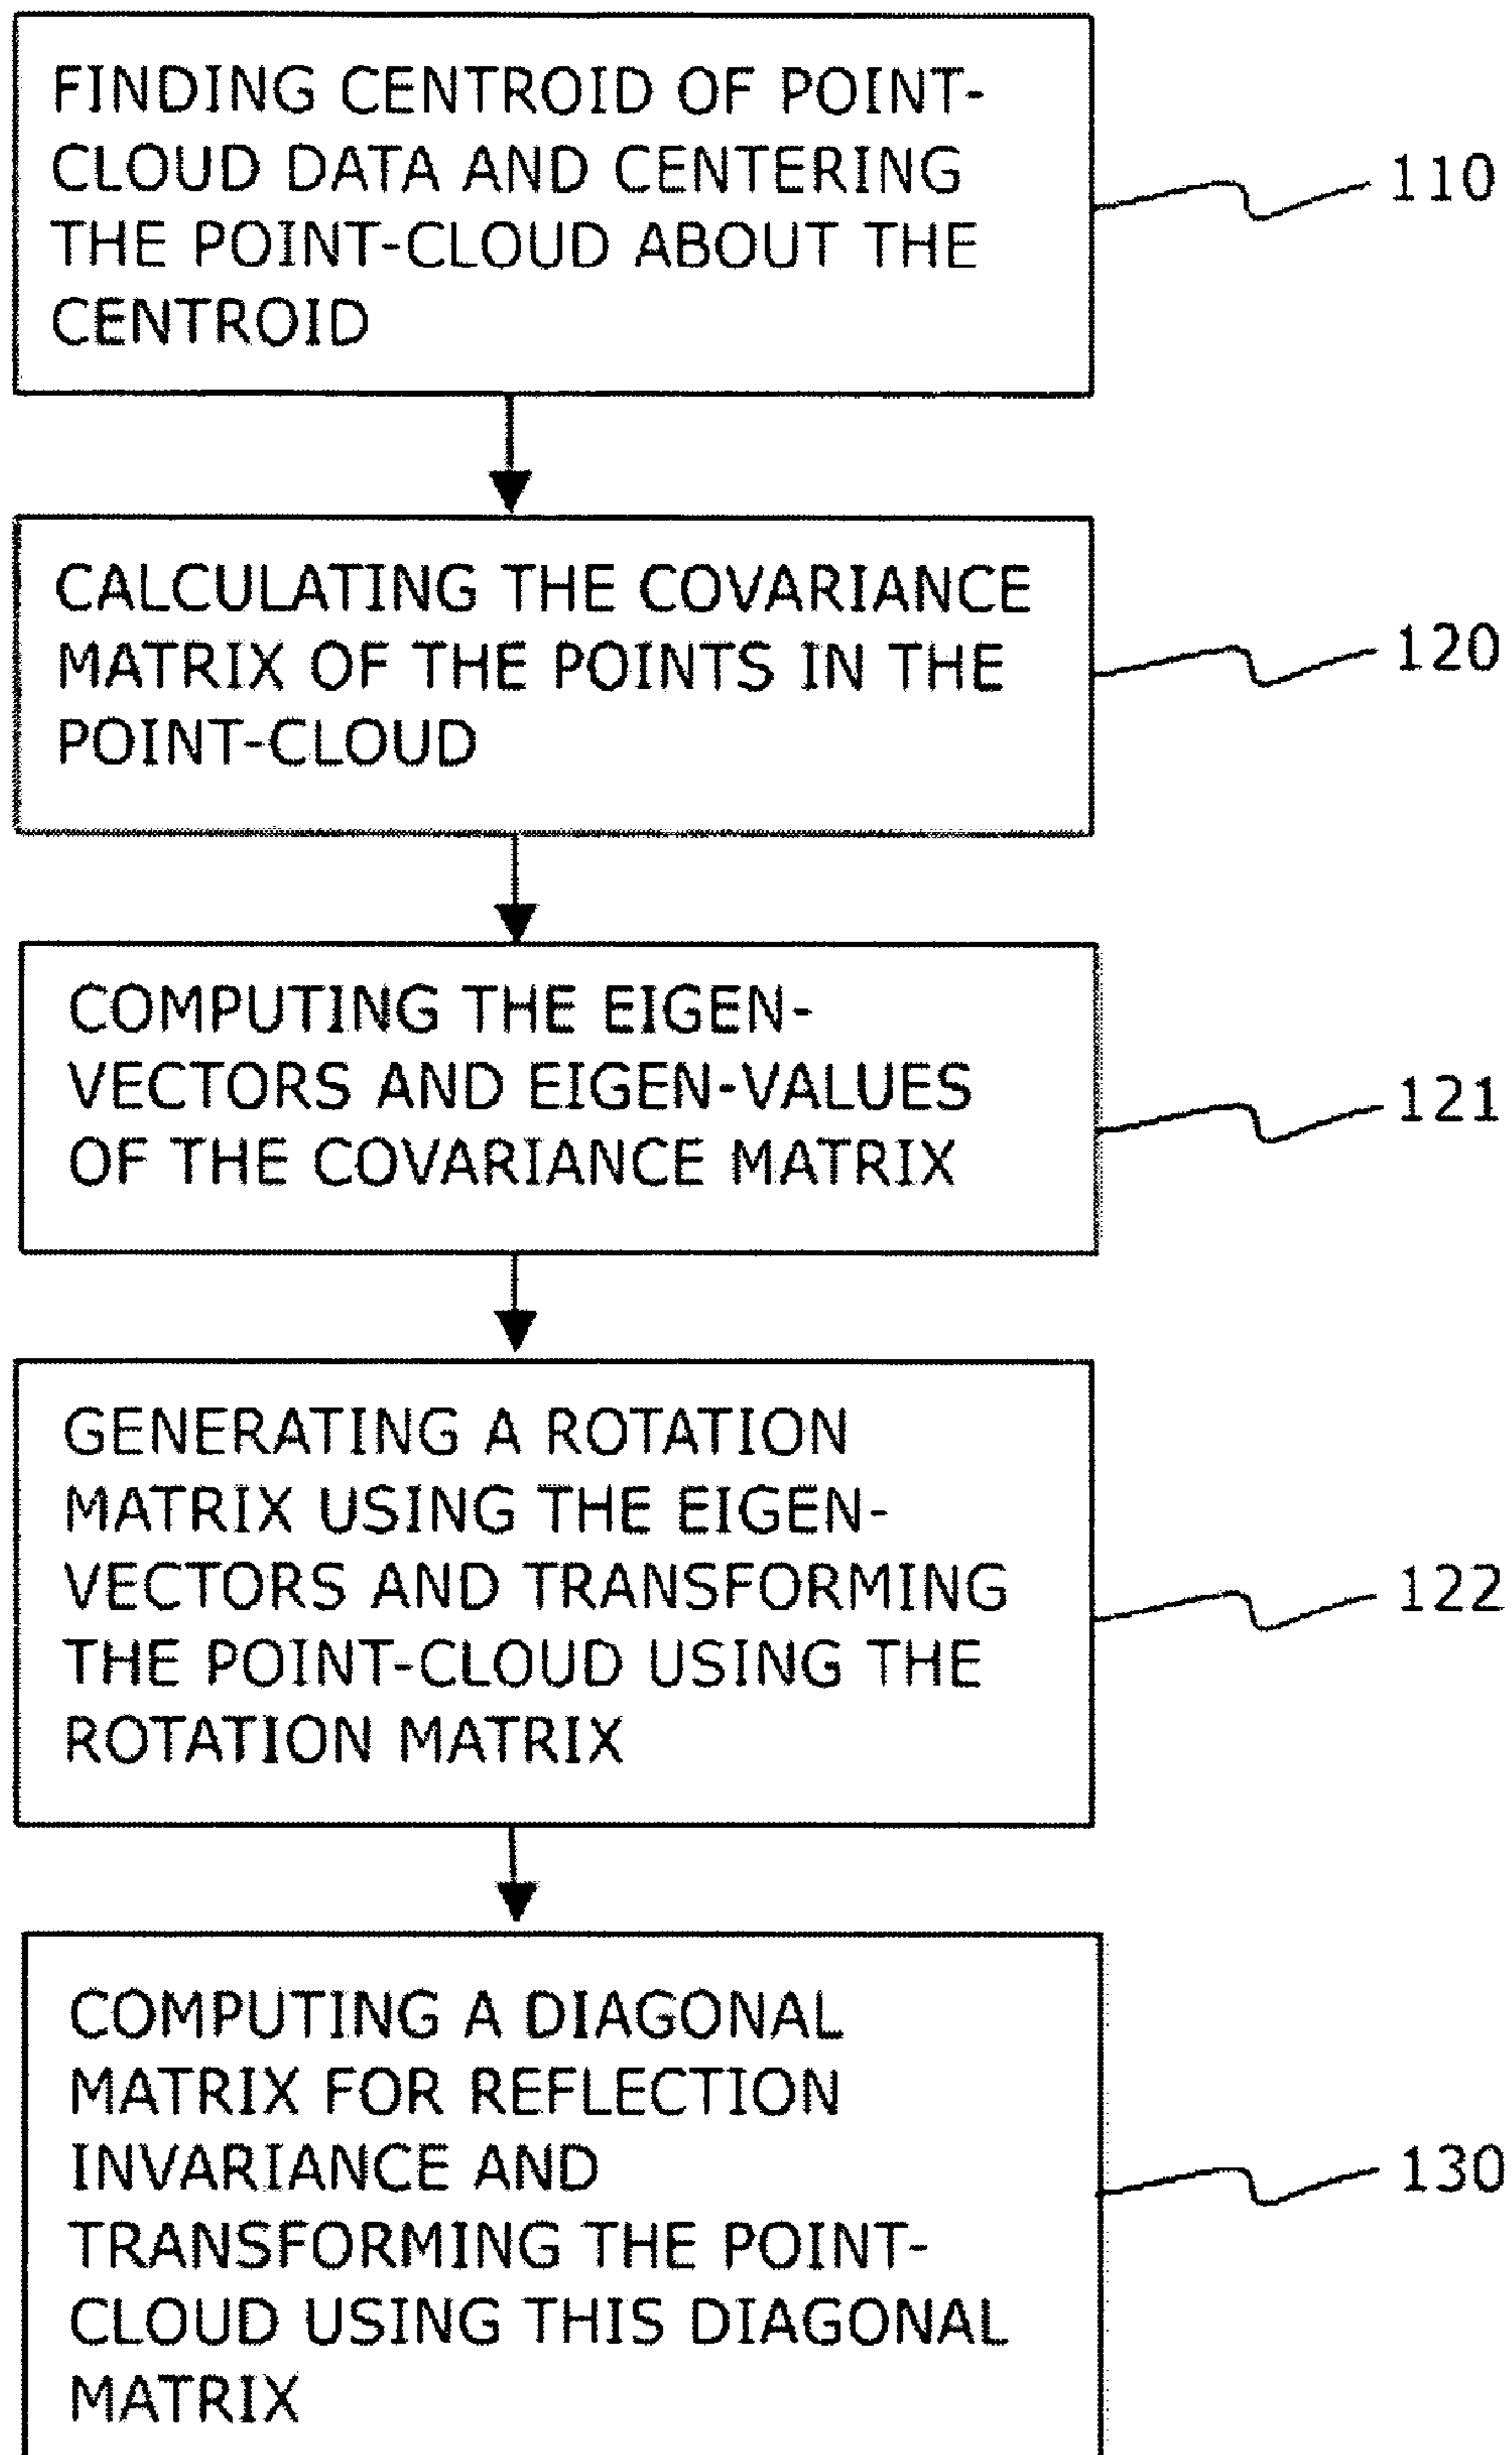 FINDING CENTROID OF POINT-
CLOUD DATA AND CENTERING
THE POINT-CLOUD ABOUT THE
CENTROID
110
CALCULATING THE COVARIANCE
MATRIX OF THE POINTS IN THE
POINT-CLOUD
120
COMPUTING THE EIGEN-
VECTORS AND EIGEN-VALUES
OF THE COVARIANCE MATRIX
121
GENERATING A ROTATION
MATRIX USING THE EIGEN-
VECTORS AND TRANSFORMING
THE POINT-CLOUD USING THE
ROTATION MATRIX
122
COMPUTING A DIAGONAL
MATRIX FOR REFLECTION
INVARIANCE AND
TRANSFORMING THE POINT-
CLOUD USING THIS DIAGONAL
MATRIX
130